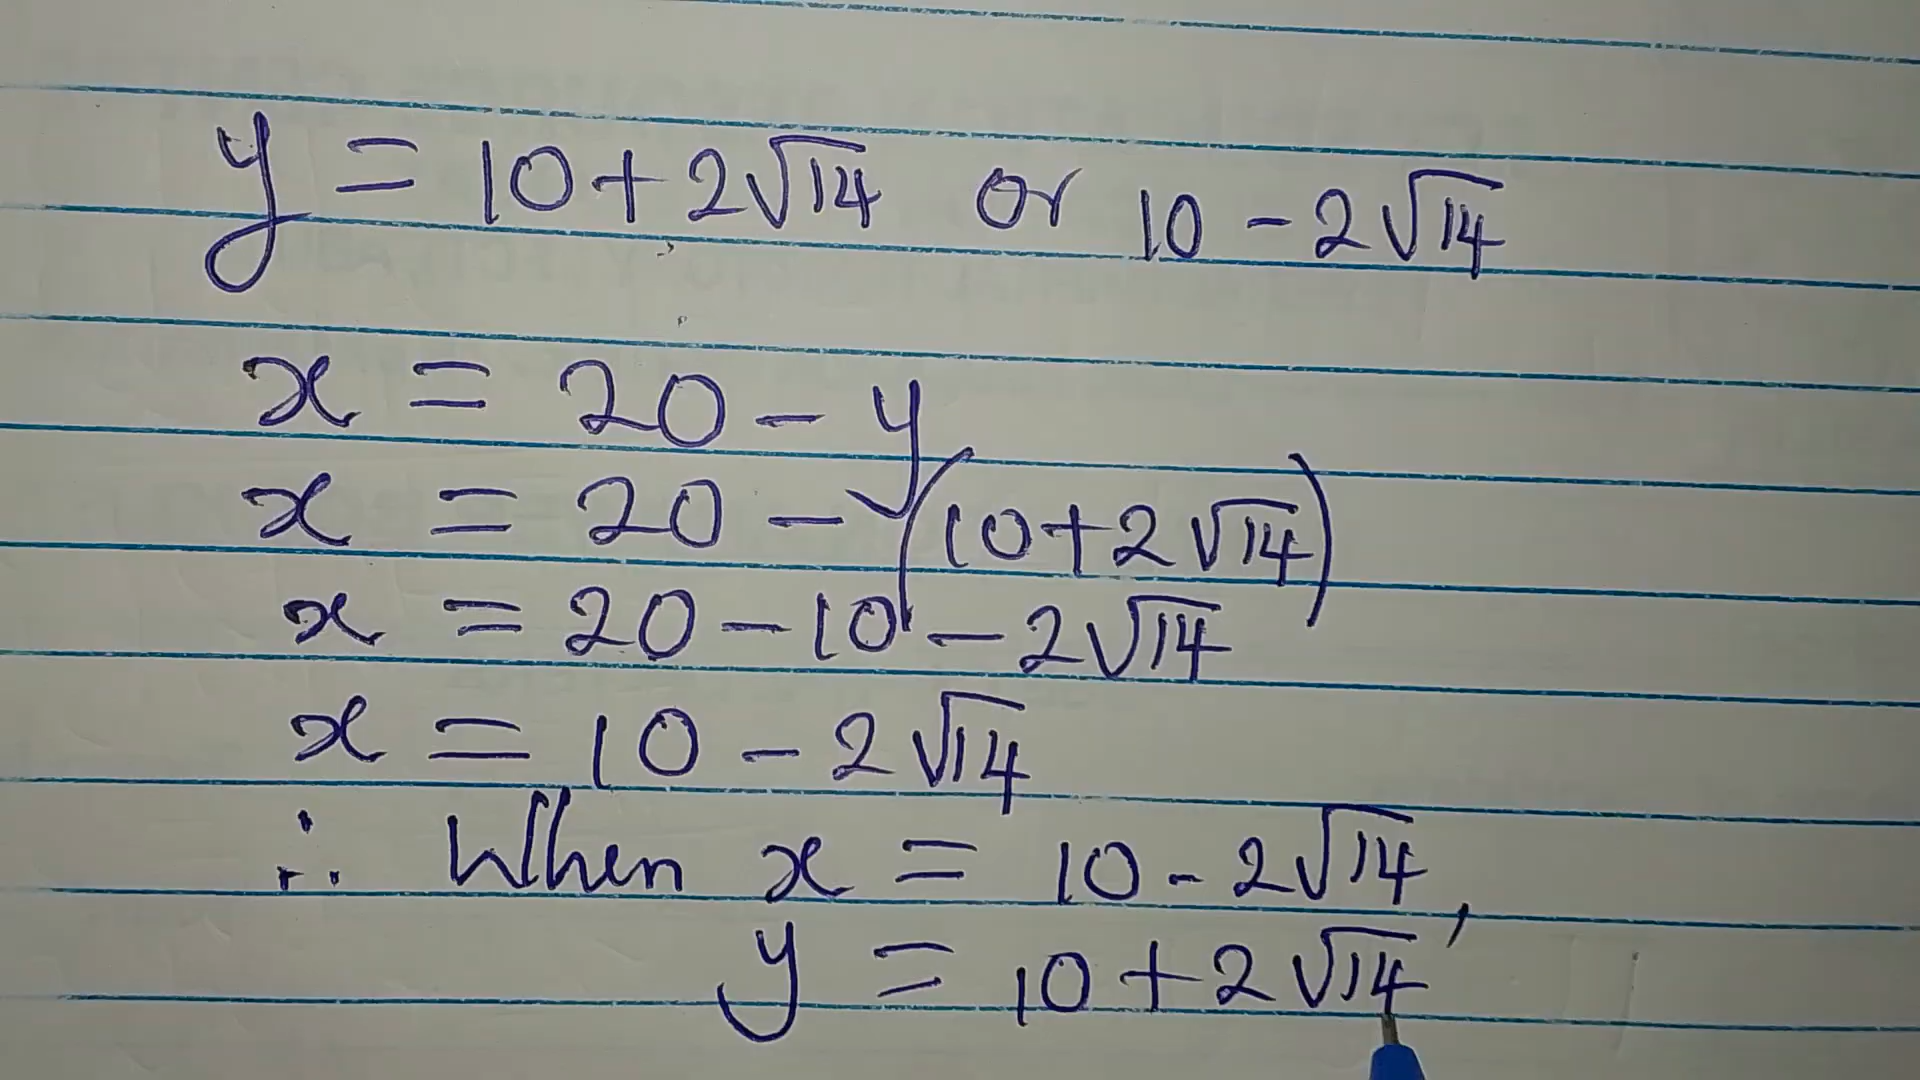 y = 10 + 2√14 or 10 - 2√14
x = 20 - y
x = 20 - (10 + 2√14)
x = 20 - 10 - 2√14
x = 10 - 2√14
∴ When x = 10 - 2√14,
y = 10 + 2√14